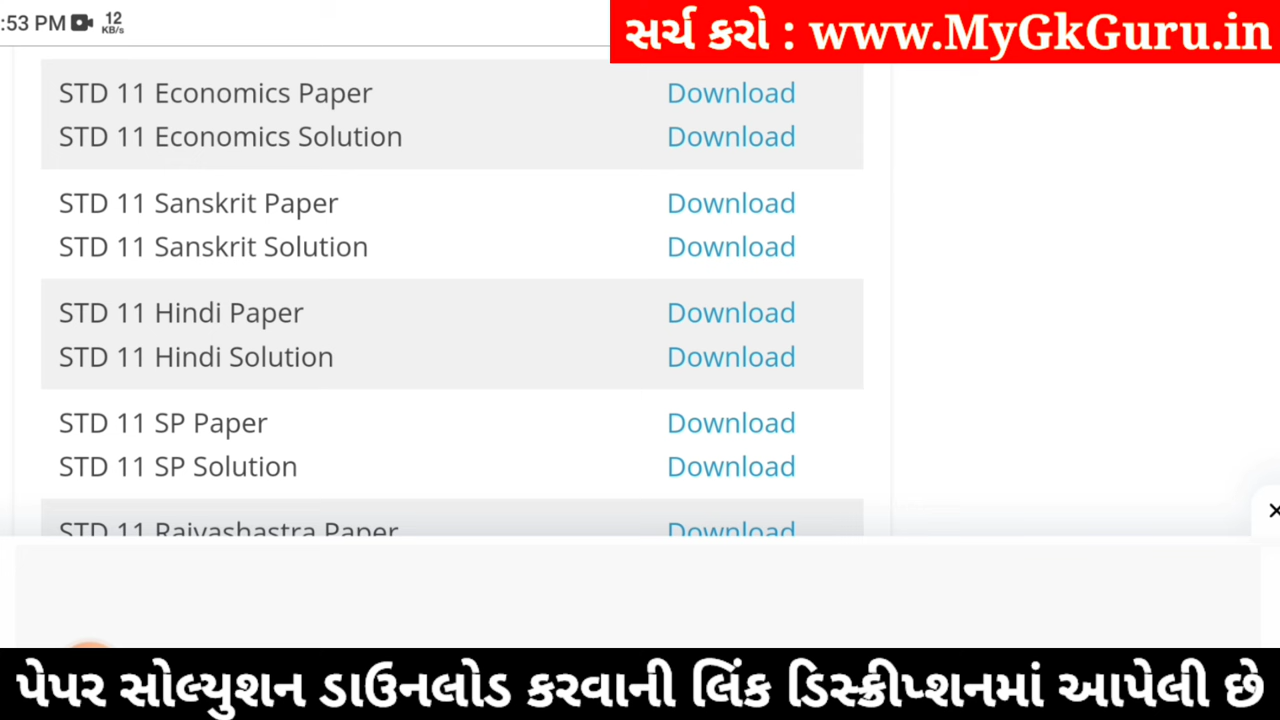 :53 PM 12 KB/s
સર્ચ કરો : www.MyGkGuru.in
STD 11 Economics Paper Download
STD 11 Economics Solution Download
STD 11 Sanskrit Paper Download
STD 11 Sanskrit Solution Download
STD 11 Hindi Paper Download
STD 11 Hindi Solution Download
STD 11 SP Paper Download
STD 11 SP Solution Download
STD 11 Rajyashastra Paper Download
પેપર સોલ્યુશન ડાઉનલોડ કરવાની લિંક ડિસ્ક્રીપ્શનમાં આપેલી છે